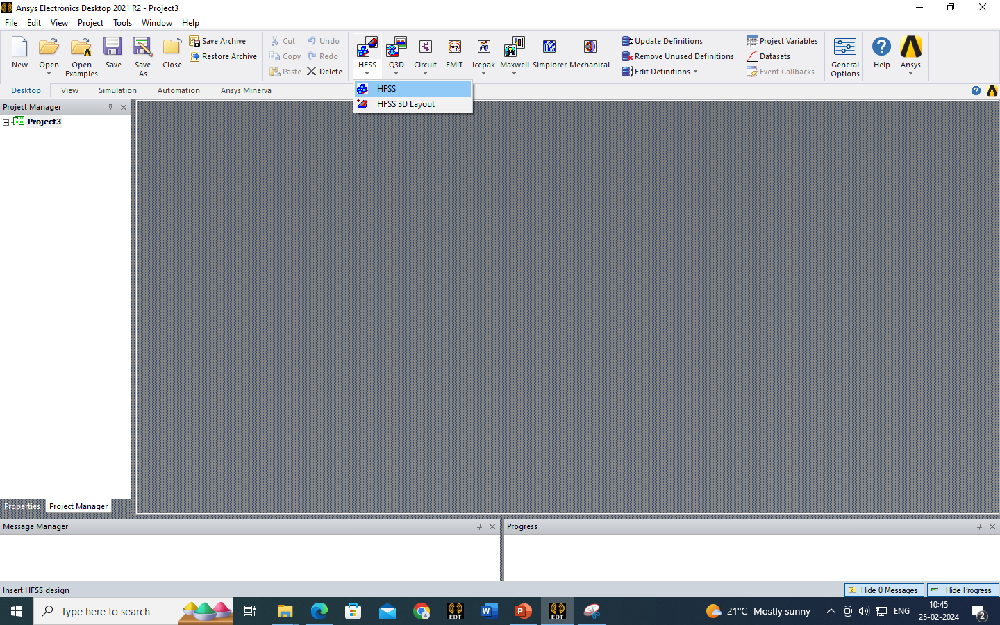 Ansys Electronics Desktop 2021 R2 - Project3
File Edit View Project Tools Window Help
New
Open
Open Examples
Save
Save As
Close
Save Archive
Restore Archive
Cut
Copy
Paste
Undo
Redo
Delete
HFSS
Q3D
Circuit
EMIT
Icepak
Maxwell
Simplorer
Mechanical
Update Definitions
Remove Unused Definitions
Edit Definitions
Project Variables
Datasets
Event Callbacks
General Options
Help
Ansys
Desktop View Simulation Automation Ansys Minerva
HFSS
HFSS 3D Layout
Project Manager
Project3
Properties Project Manager
Message Manager
Progress
Insert HFSS design
Hide 0 Messages
Hide Progress
Type here to search
EDT
W
P
EDT
21°C Mostly sunny
ENG
10:45
25-02-2024
2